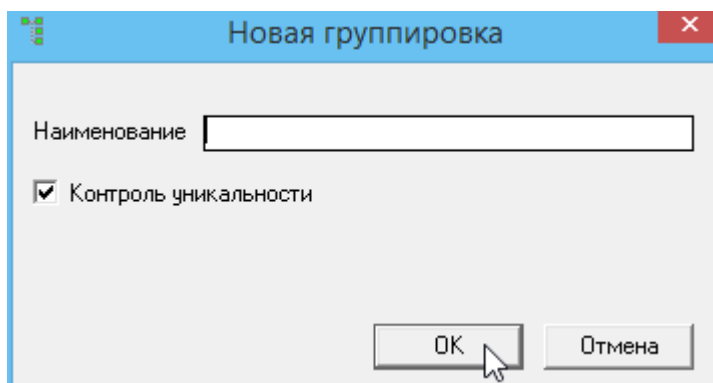 Новая группировка
Наименование
Контроль уникальности
OK
Отмена